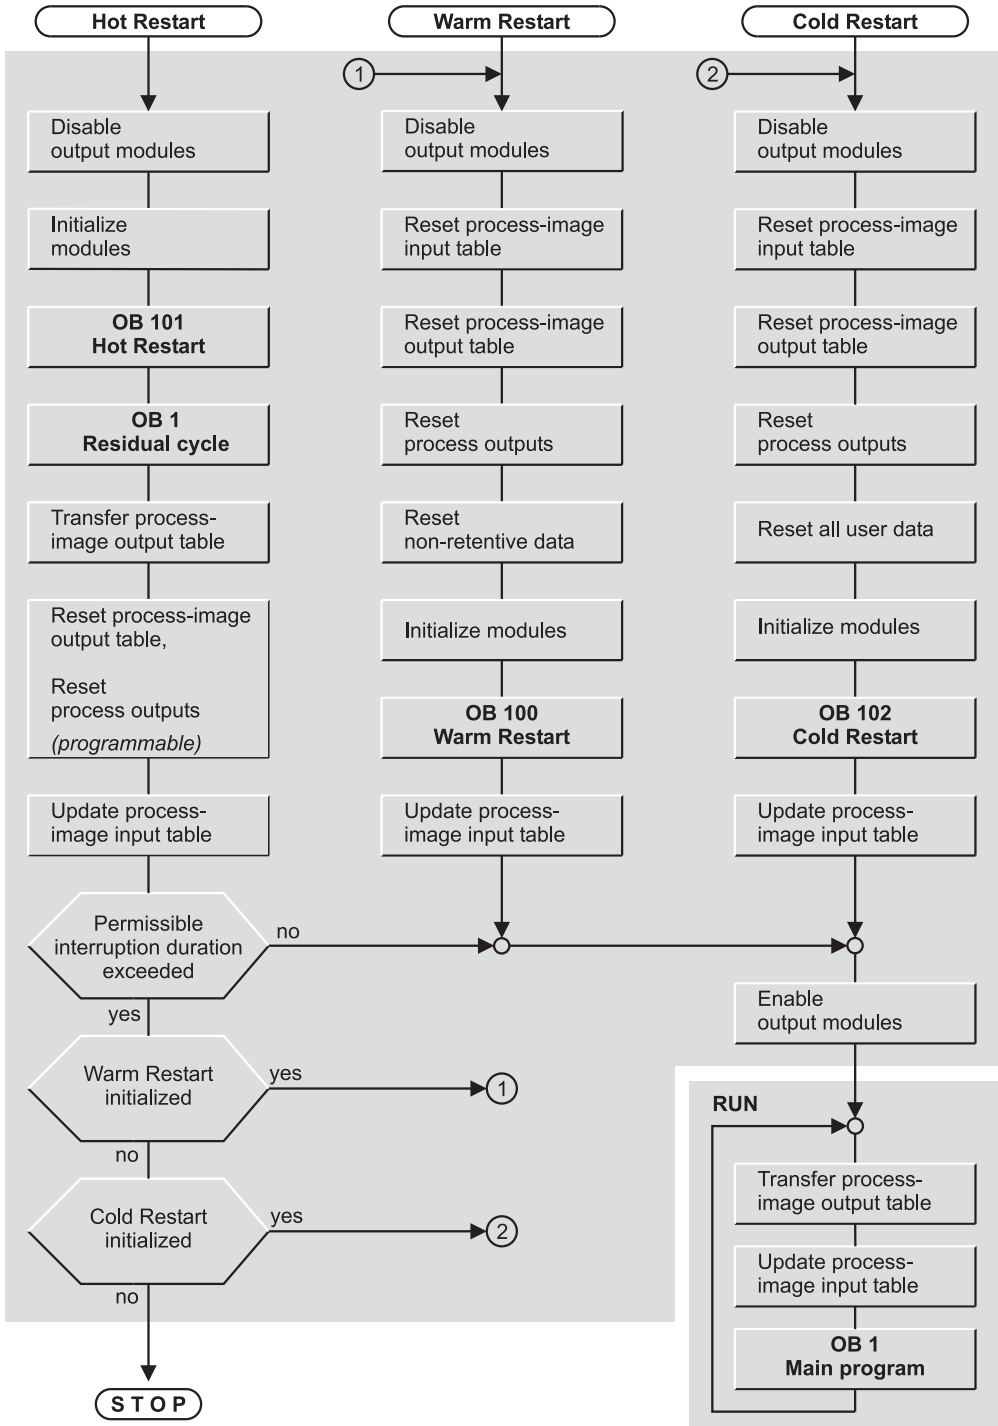 Hot Restart
Disable
output modules
Initialize
modules
OB 101
Hot Restart
OB 1
Residual cycle
Transfer process-
image output table
Reset process-image
output table,
Reset
process outputs
(programmable)
Update process-
image input table
Permissible
interruption duration
exceeded
no
yes
Warm Restart
initialized
yes
1
no
Cold Restart
initialized
yes
2
no
S T O P
Warm Restart
1
Disable
output modules
Reset process-image
input table
Reset process-image
output table
Reset
process outputs
Reset
non-retentive data
Initialize modules
OB 100
Warm Restart
Update process-
image input table
Cold Restart
2
Disable
output modules
Reset process-image
input table
Reset process-image
output table
Reset
process outputs
Reset all user data
Initialize modules
OB 102
Cold Restart
Update process-
image input table
Enable
output modules
RUN
Transfer process-
image output table
Update process-
image input table
OB 1
Main program